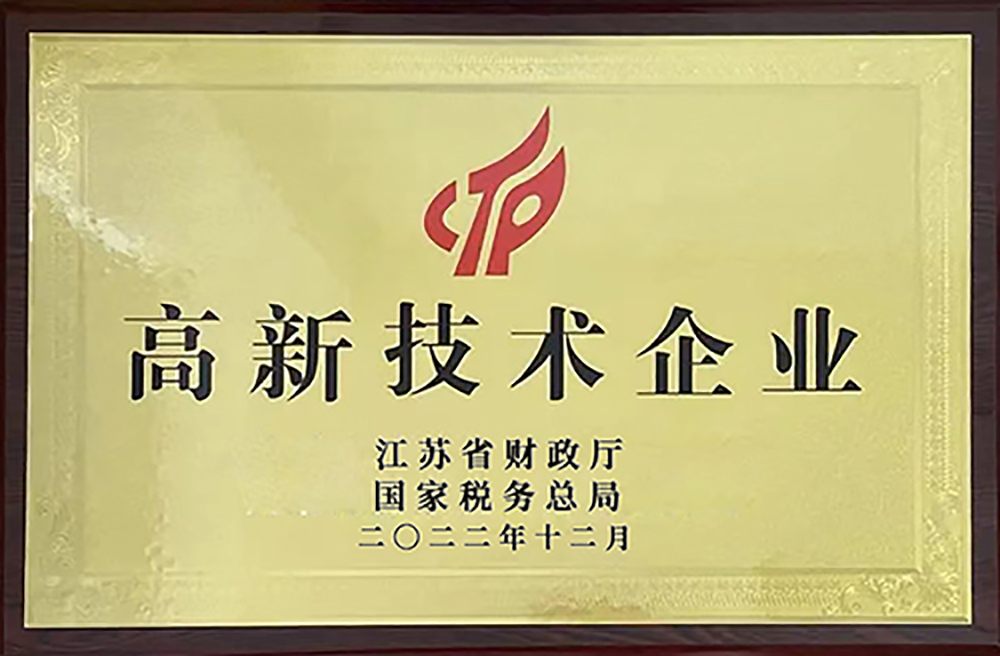 高新技术企业
江苏省财政厅
国家税务总局
二〇二二年十二月